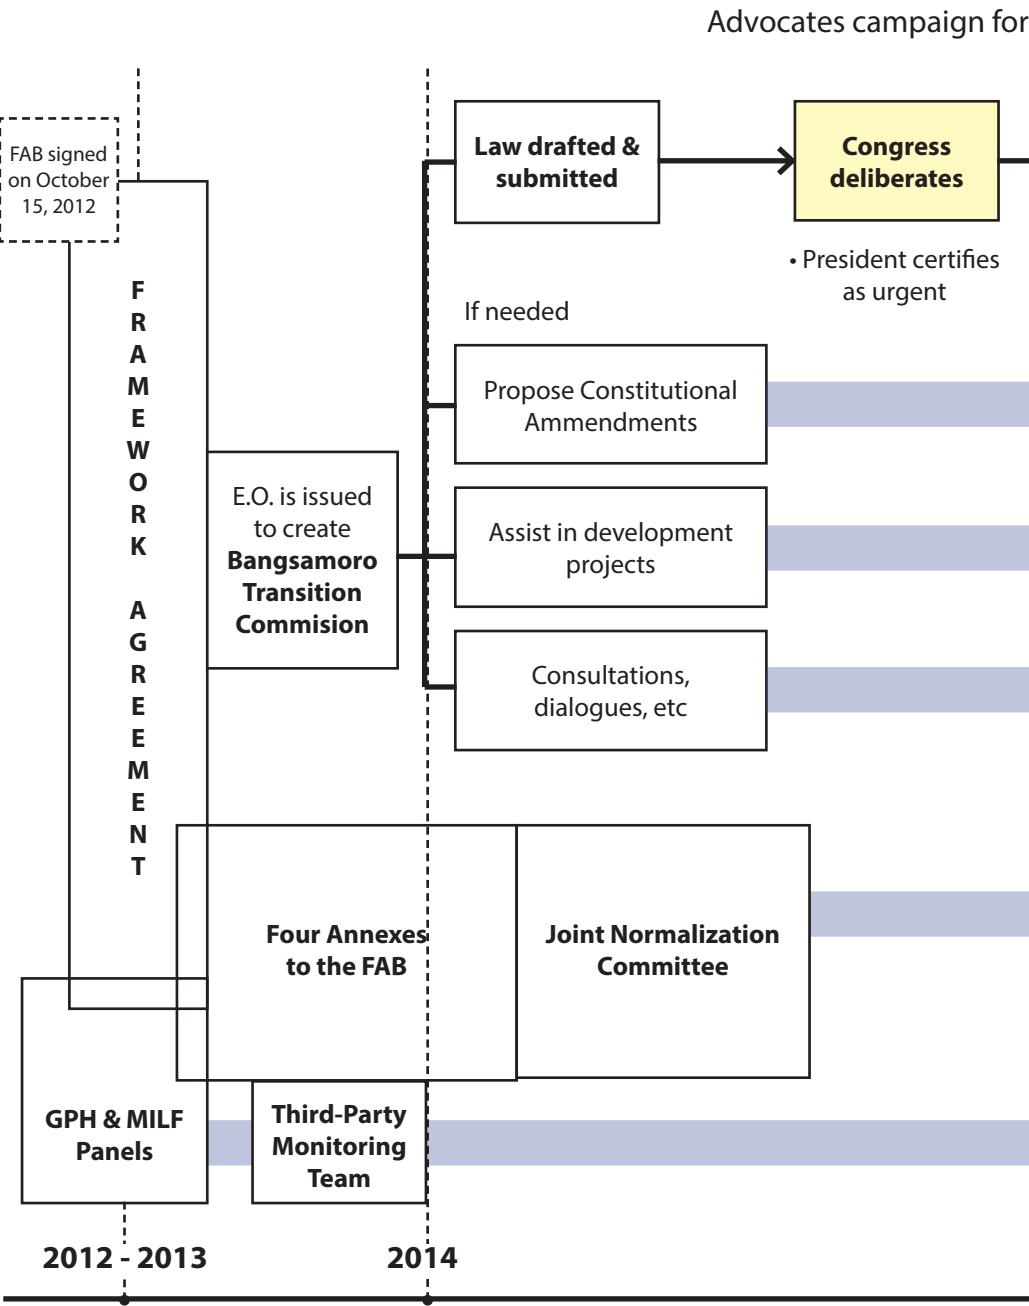 Advocates campaign for
FAB signed
on October
15, 2012
FRAMEWORK AGREEMENT
Law drafted &
submitted
Congress
deliberates
• President certifies
as urgent
If needed
Propose Constitutional
Ammendments
E.O. is issued
to create
Bangsamoro
Transition
Commision
Assist in development
projects
Consultations,
dialogues, etc
Four Annexes
to the FAB
Joint Normalization
Committee
GPH & MILF
Panels
Third-Party
Monitoring
Team
2012 - 2013
2014